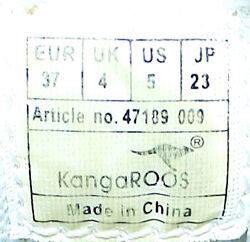 EUR UK US JP
37 4 5 23
Article no. 47189 009
®
KangaROOS
Made in China